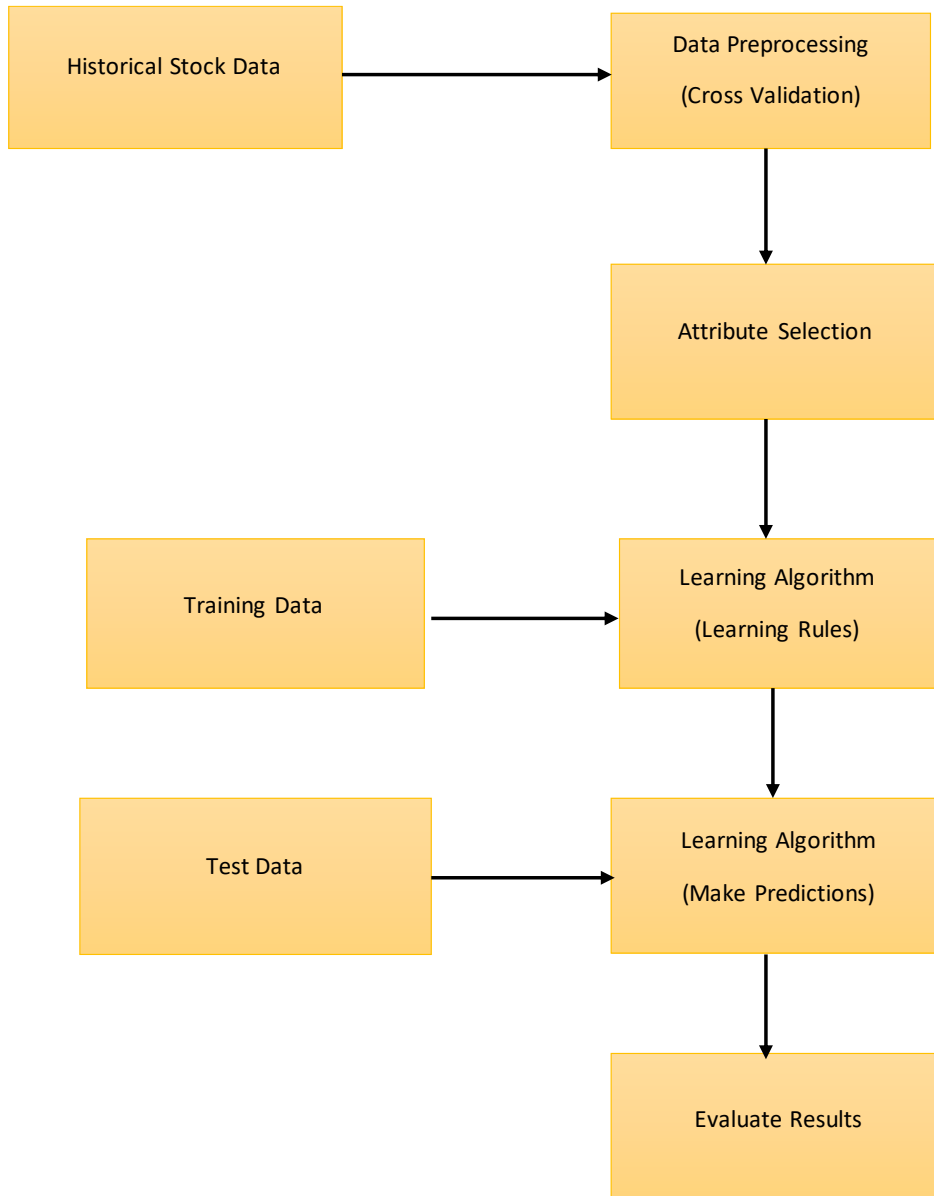 Historical Stock Data
Data Preprocessing
(Cross Validation)
Attribute Selection
Training Data
Learning Algorithm
(Learning Rules)
Test Data
Learning Algorithm
(Make Predictions)
Evaluate Results